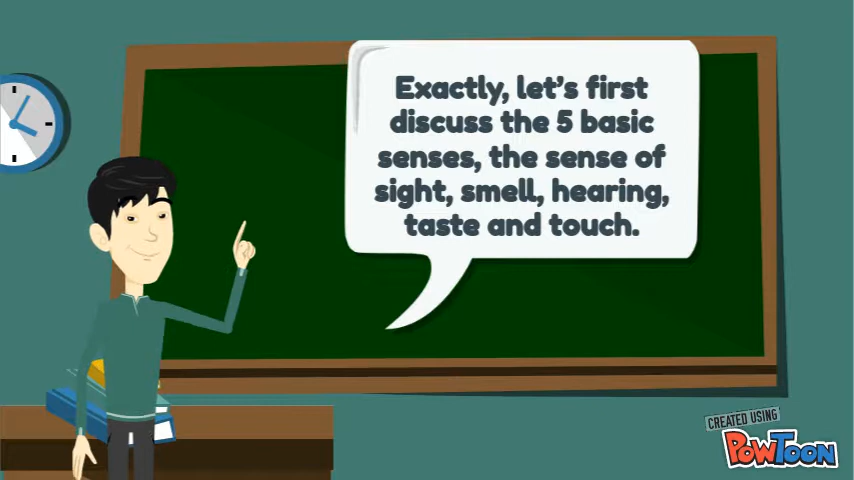 Exactly, let's first
discuss the 5 basic
senses, the sense of
sight, smell, hearing,
taste and touch.
CREATED USING
POWTOON